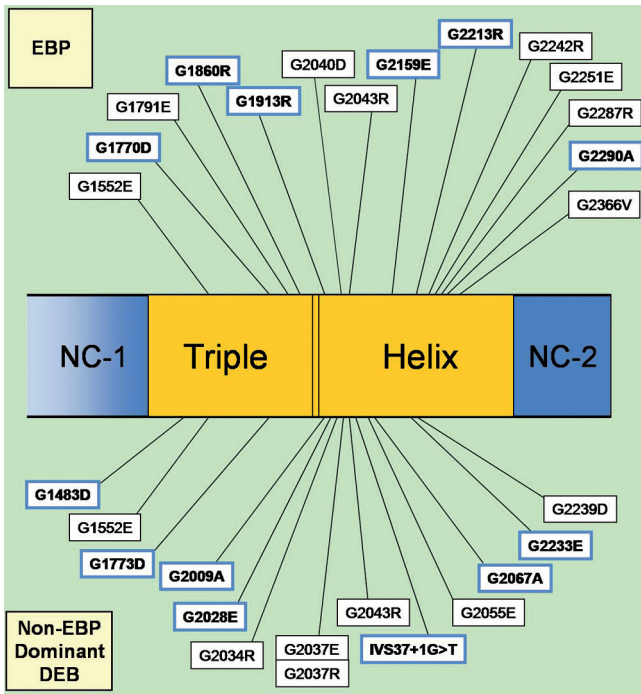 EBP
G2213R
G2242R
G2040D
G2159E
G1860R
G2251E
G1913R
G2043R
G1791E
G2287R
G1770D
G2290A
G1552E
G2366V
NC-1
Triple
Helix
NC-2
G1483D
G2239D
G1552E
G2233E
G1773D
G2009A
G2067A
G2028E
G2043R
G2055E
Non-EBP
Dominant
DEB
G2034R
G2037E
G2037R
IVS37+1G>T